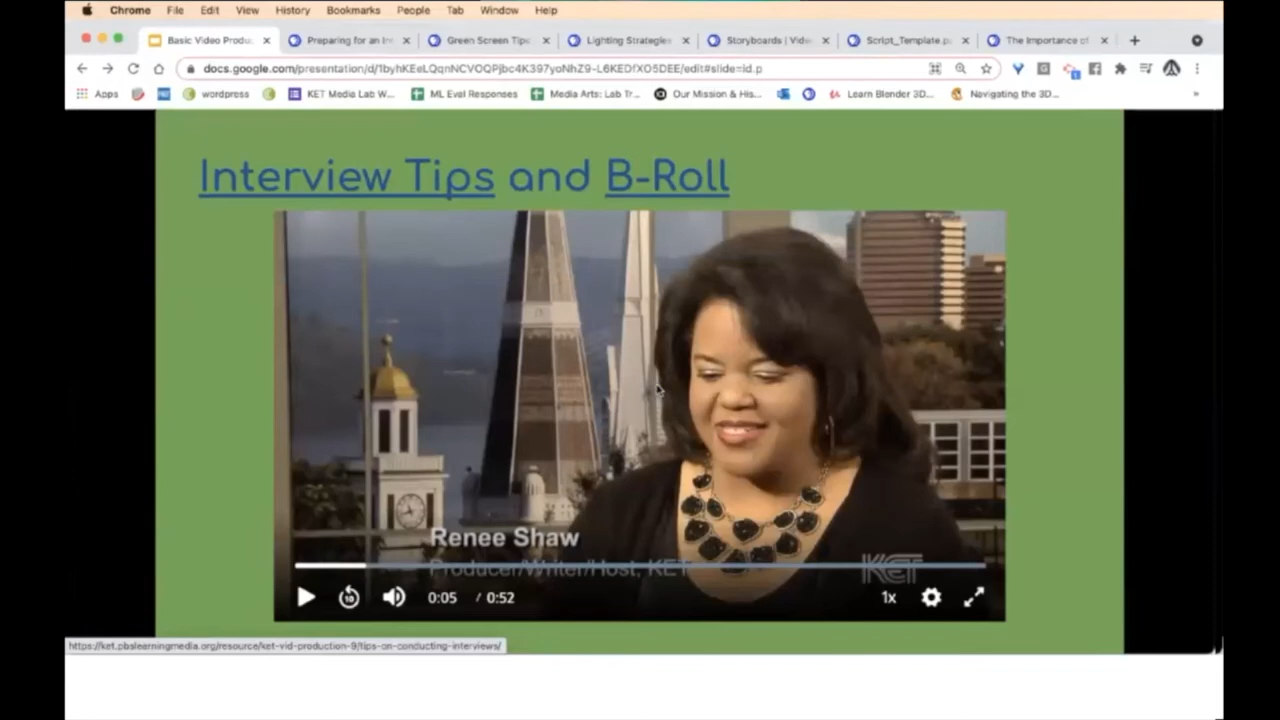 Chrome File Edit View History Bookmarks People Tab Window Help
Basic Video Produc Preparing for an In Green Screen Tips Lighting Strategies Storyboards | Vide Script_Template.p The Importance of
docs.google.com/presentation/d/1byhKEeLQqnNCVOQPjbc4K397yoNhZ9-L6KEDfXO5DEE/edit#slide=id.p
Apps wordpress KET Media Lab W... ML Eval Responses Media Arts: Lab Tr... Our Mission & His... Learn Blender 3D... Navigating the 3D... »
Interview Tips and B-Roll
Renee Shaw
Producer/Writer/Host, KET
KET
10 0:05 / 0:52 1x
https://ket.pbslearningmedia.org/resource/ket-vid-production-9/tips-on-conducting-interviews/